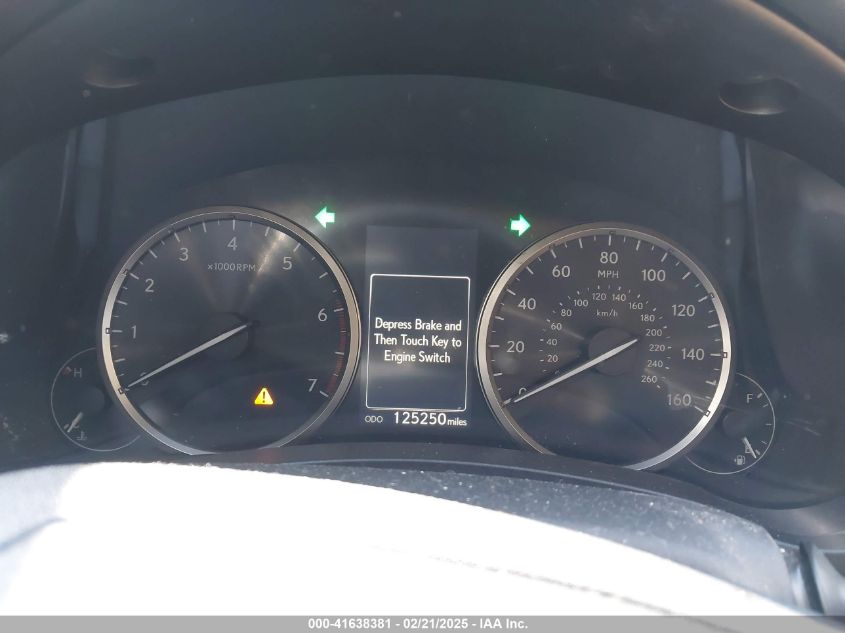 4
3
5
x1000RPM
2
6
1
0
7
H
Depress Brake and
Then Touch Key to
Engine Switch
ODO 125250 miles
80
60
MPH
100
40
120
20
140
0
160
120 140
100
160
80
km/h
180
60
200
40
220
20
240
260
F
000-41638381 - 02/21/2025 - IAA Inc.